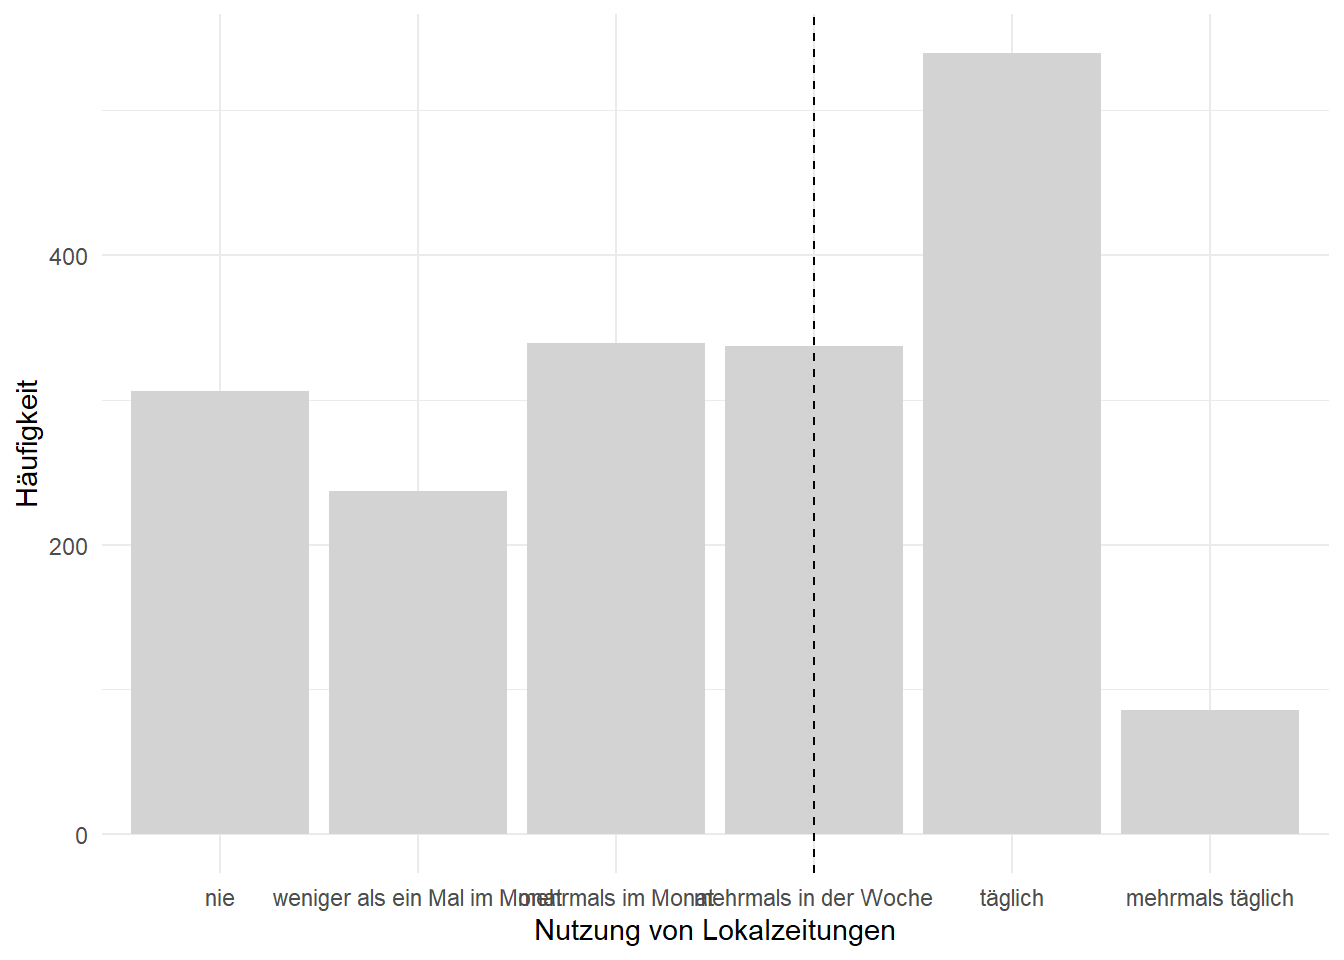 Häufigkeit
400
200
0
nie
weniger als ein Mal im Monat
mehrmals im Monat
mehrmals in der Woche
täglich
mehrmals täglich
Nutzung von Lokalzeitungen